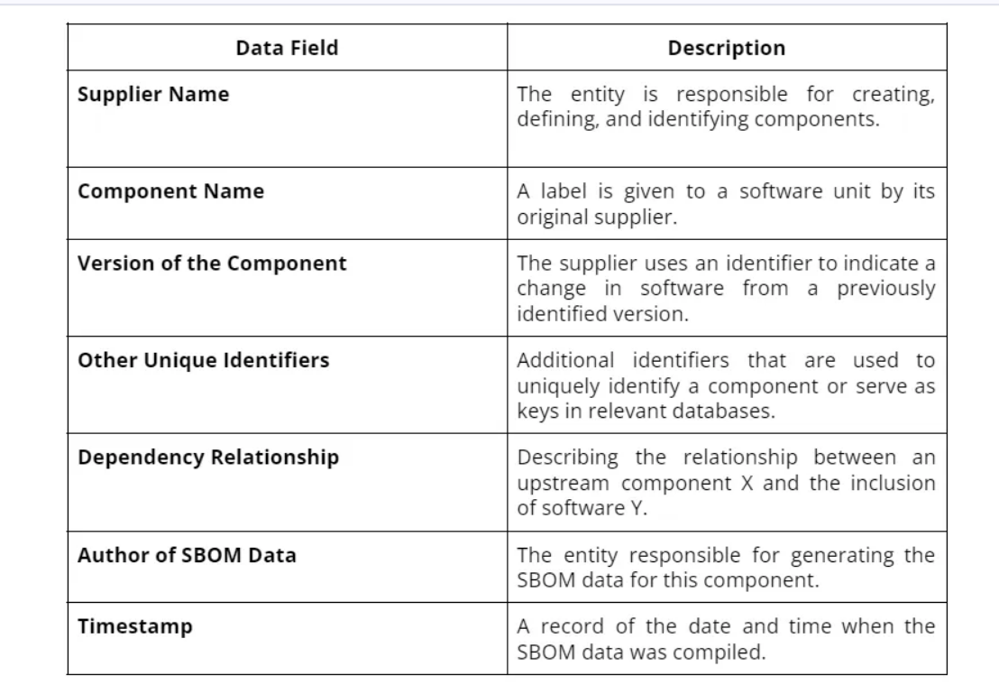 Data Field
Description
Supplier Name
The entity is responsible for creating,
defining, and identifying components.
Component Name
A label is given to a software unit by its
original supplier.
Version of the Component
The supplier uses an identifier to indicate a
change in software from a previously
identified version.
Other Unique Identifiers
Additional identifiers that are used to
uniquely identify a component or serve as
keys in relevant databases.
Dependency Relationship
Describing the relationship between an
upstream component X and the inclusion
of software Y.
Author of SBOM Data
The entity responsible for generating the
SBOM data for this component.
Timestamp
A record of the date and time when the
SBOM data was compiled.